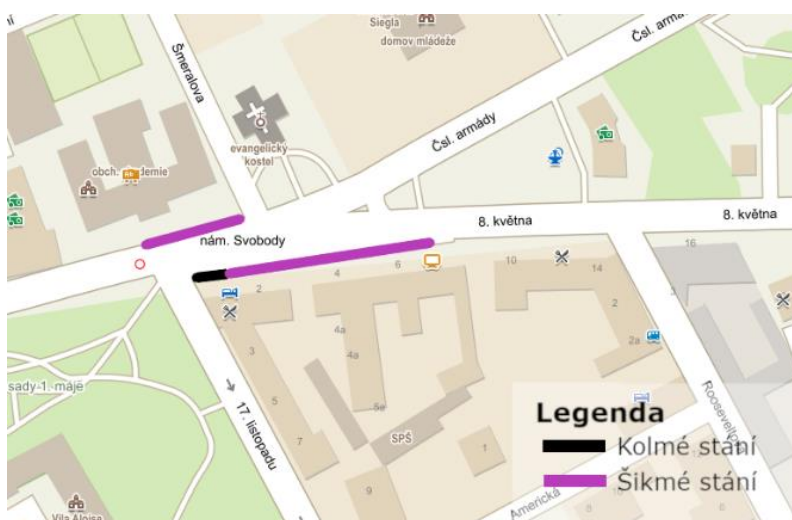 Siegla
domov mládeže
Čsl. armády
Šmeralova
evangelický
kostel
Čsl. armády
obch. akademie
nám. Svobody
8. května
8. května
2
4
6
10
14
16
4a
4a
3
2
2a
5
5a
7
SPŠ
1
9
sady 1. máje
17. listopadu
Vila Aloise
Americká
Legenda
Kolmé stání
Šikmé stání